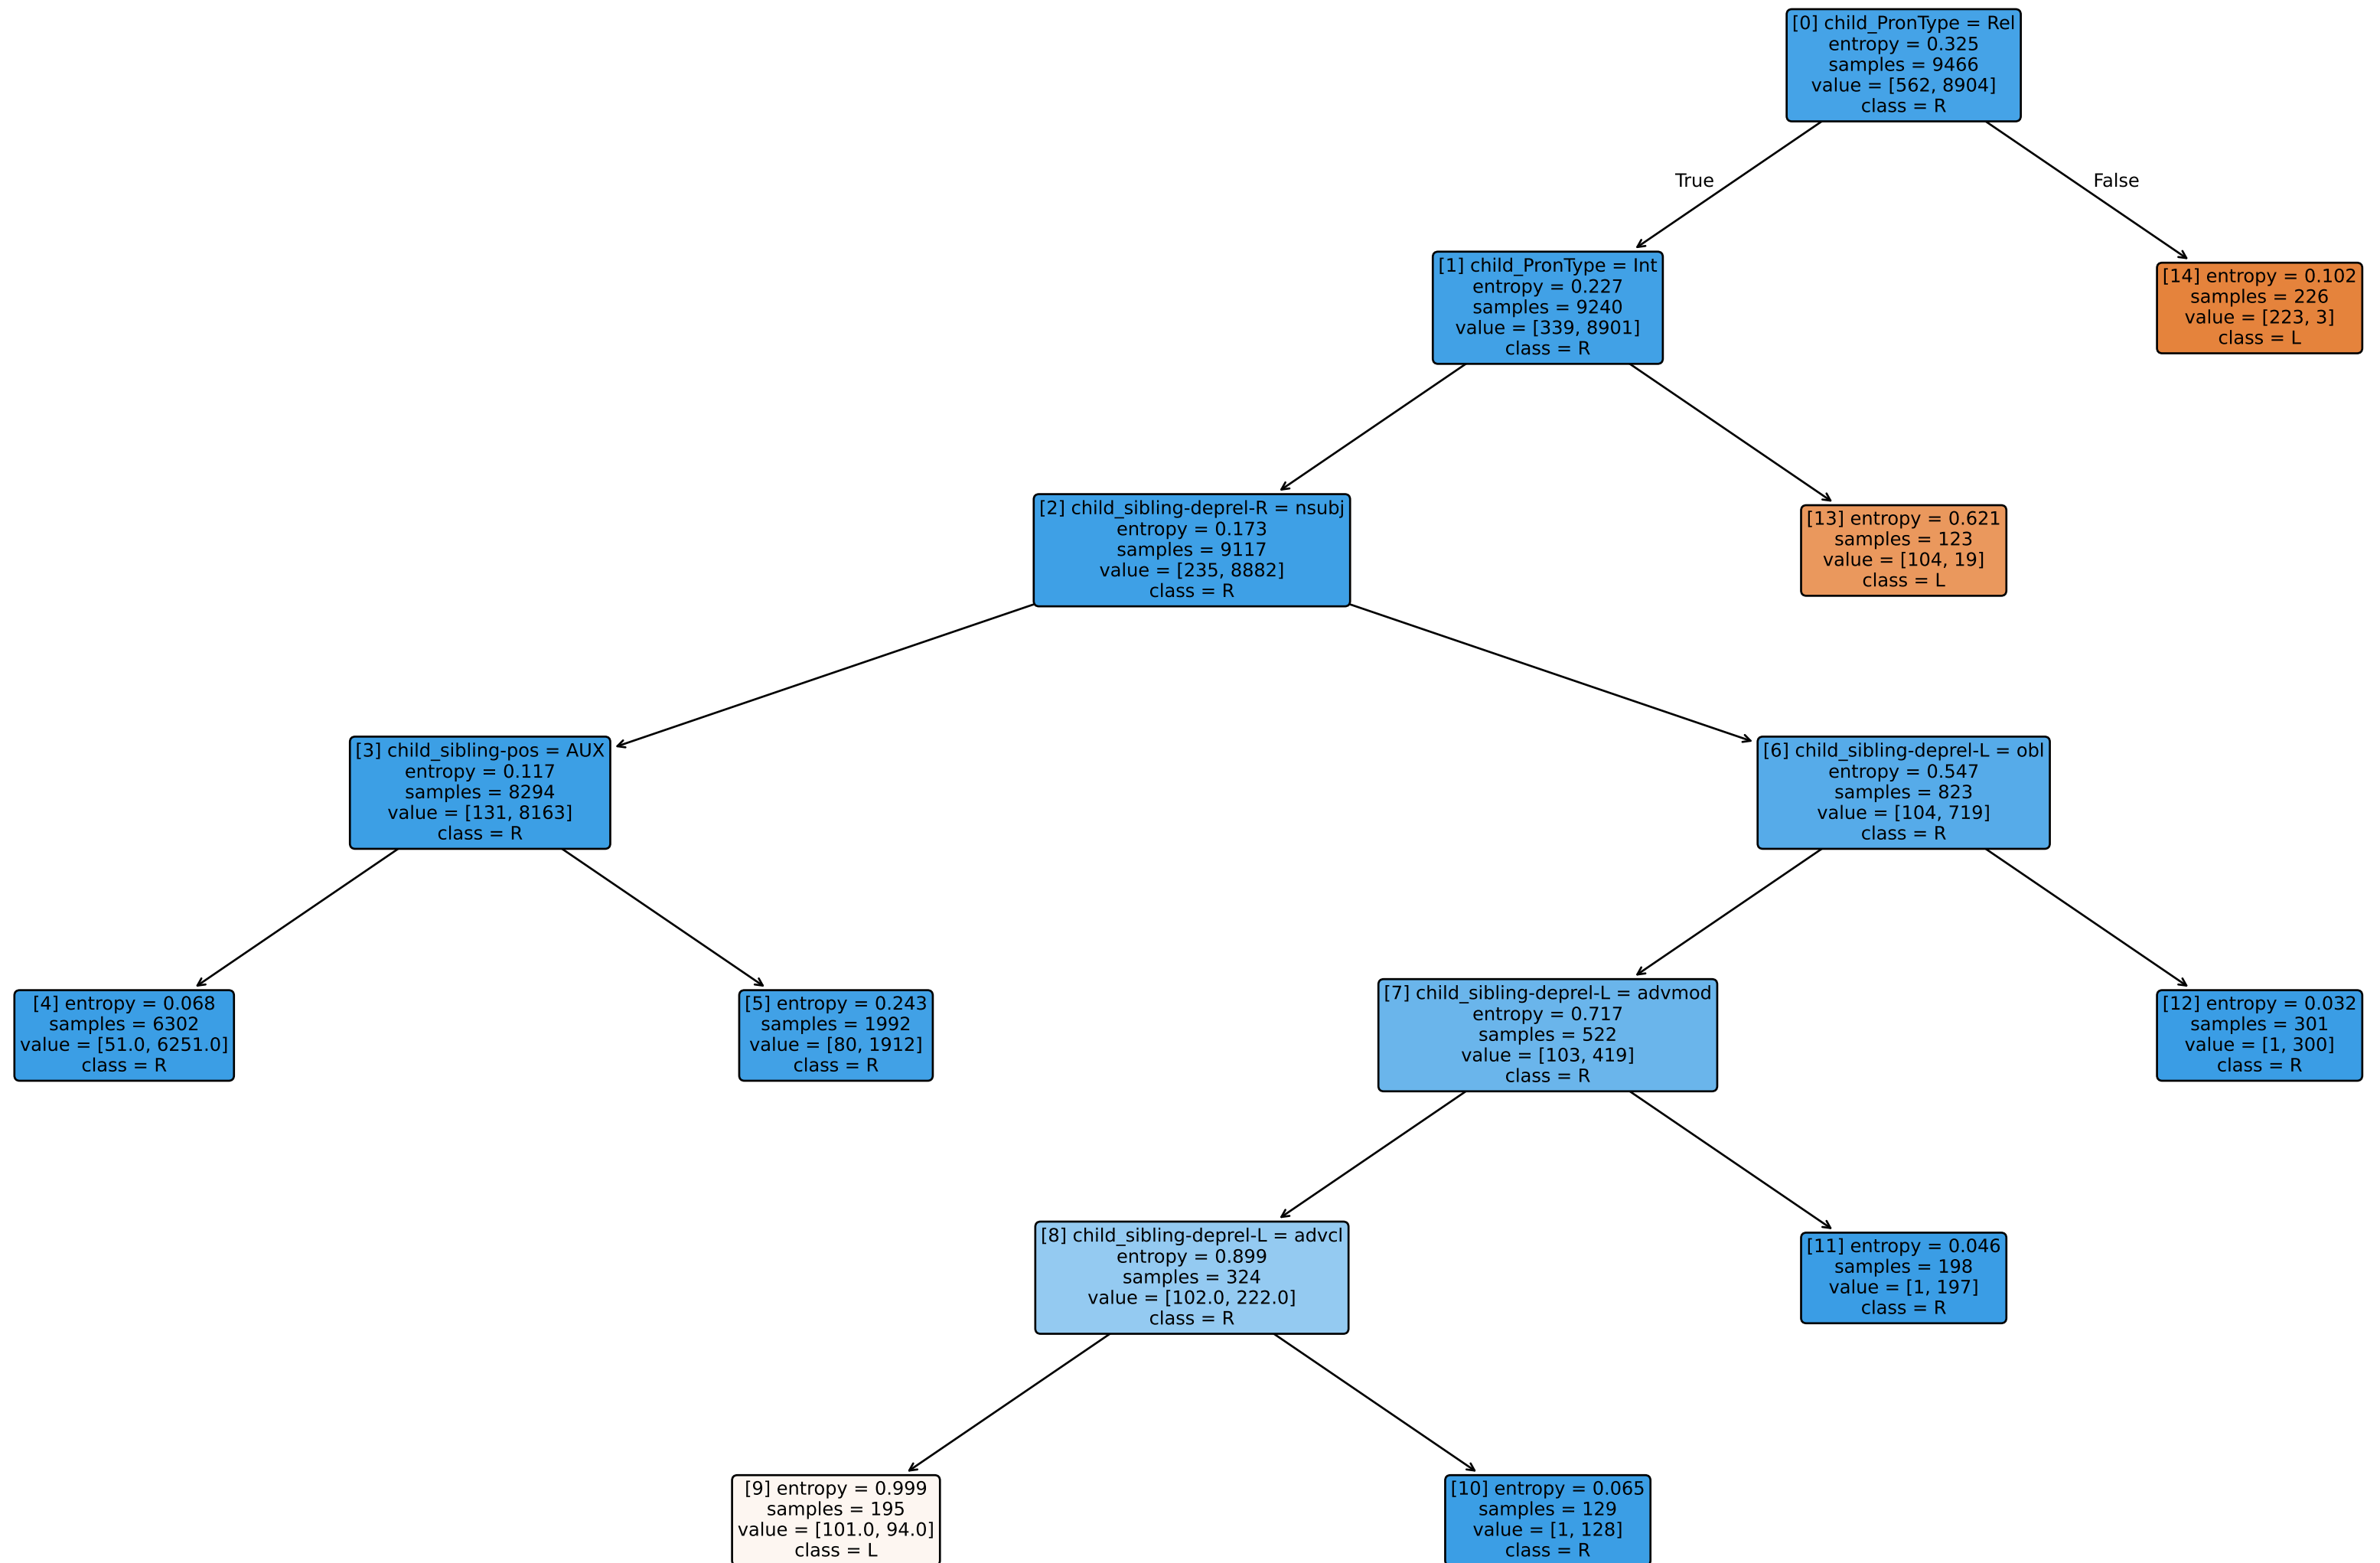 [0] child_PronType = Rel
entropy = 0.325
samples = 9466
value = [562, 8904]
class = R
True
False
[1] child_PronType = Int
entropy = 0.227
samples = 9240
value = [339, 8901]
class = R
[14] entropy = 0.102
samples = 226
value = [223, 3]
class = L
[2] child_sibling-deprel-R = nsubj
entropy = 0.173
samples = 9117
value = [235, 8882]
class = R
[13] entropy = 0.621
samples = 123
value = [104, 19]
class = L
[3] child_sibling-pos = AUX
entropy = 0.117
samples = 8294
value = [131, 8163]
class = R
[6] child_sibling-deprel-L = obl
entropy = 0.547
samples = 823
value = [104, 719]
class = R
[4] entropy = 0.068
samples = 6302
value = [51.0, 6251.0]
class = R
[5] entropy = 0.243
samples = 1992
value = [80, 1912]
class = R
[7] child_sibling-deprel-L = advmod
entropy = 0.717
samples = 522
value = [103, 419]
class = R
[12] entropy = 0.032
samples = 301
value = [1, 300]
class = R
[8] child_sibling-deprel-L = advcl
entropy = 0.899
samples = 324
value = [102.0, 222.0]
class = R
[11] entropy = 0.046
samples = 198
value = [1, 197]
class = R
[9] entropy = 0.999
samples = 195
value = [101.0, 94.0]
class = L
[10] entropy = 0.065
samples = 129
value = [1, 128]
class = R